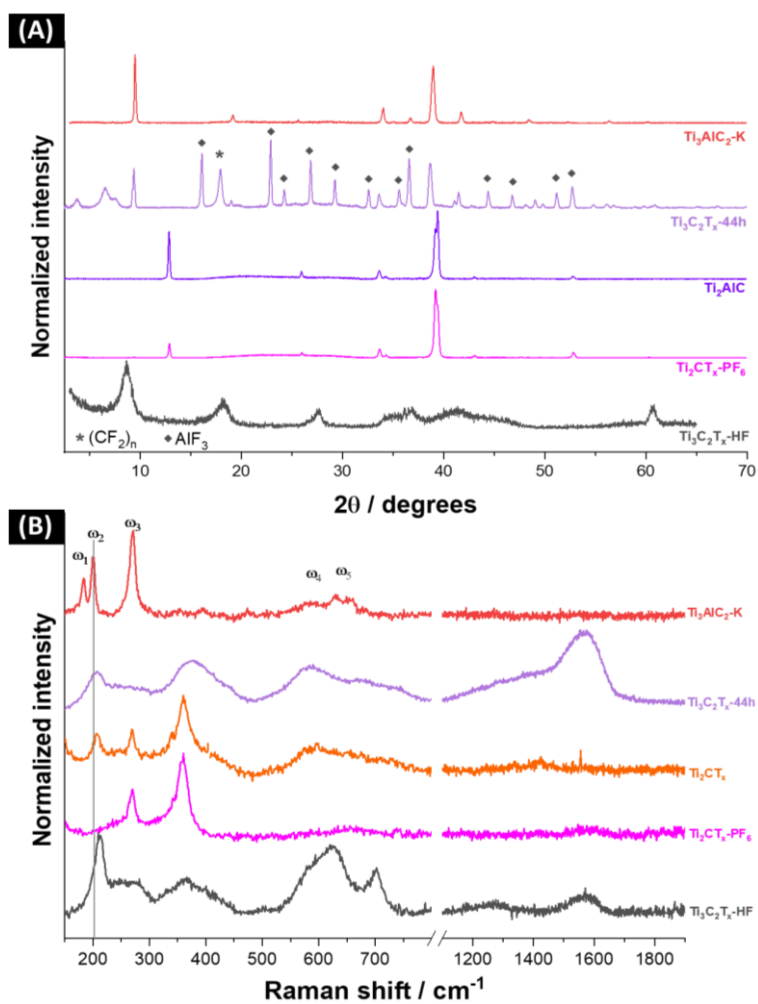 (A)
Normalized intensity
Ti₃AlC₂-K
Ti₃C₂Tₓ-44h
Ti₂AlC
Ti₂CTₓ-PF₆
Ti₃C₂Tₓ-HF
* (CF₂)ₙ ◆ AlF₃
10 20 30 40 50 60 70
2θ / degrees
(B)
Normalized intensity
ω₁ ω₂ ω₃ ω₄ ω₅
Ti₃AlC₂-K
Ti₃C₂Tₓ-44h
Ti₂CTₓ
Ti₂CTₓ-PF₆
Ti₃C₂Tₓ-HF
200 300 400 500 600 700 1200 1400 1600 1800
Raman shift / cm⁻¹